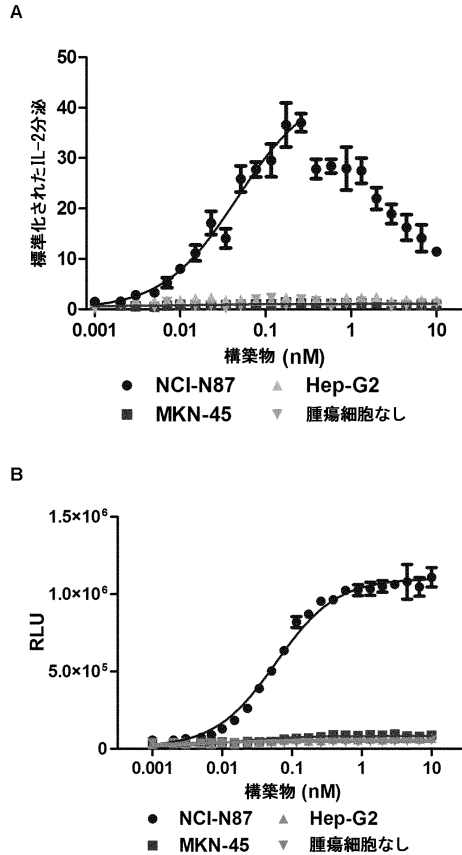 A
標準化されたIL-2分泌
50
40
30
20
10
0
0.001 0.01 0.1 1 10
構築物 (nM)
NCI-N87 Hep-G2
MKN-45 腫瘍細胞なし
B
RLU
1.5×10⁶
1.0×10⁶
5.0×10⁵
0
0.001 0.01 0.1 1 10
構築物 (nM)
NCI-N87 Hep-G2
MKN-45 腫瘍細胞なし